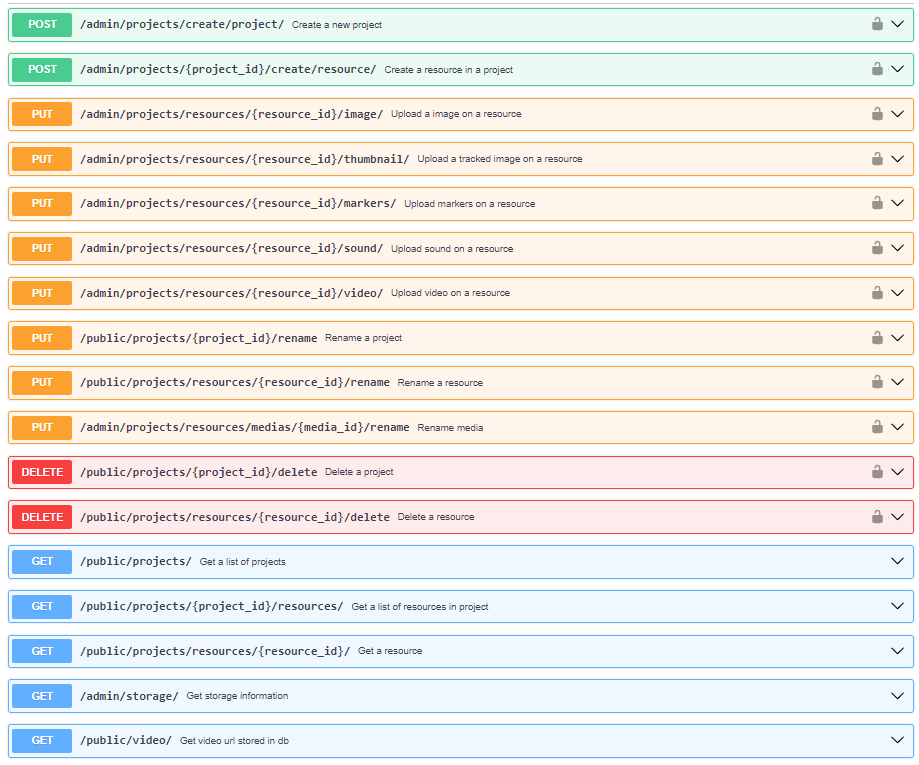 POST /admin/projects/create/project/ Create a new project
POST /admin/projects/{project_id}/create/resource/ Create a resource in a project
PUT /admin/projects/resources/{resource_id}/image/ Upload a image on a resource
PUT /admin/projects/resources/{resource_id}/thumbnail/ Upload a tracked image on a resource
PUT /admin/projects/resources/{resource_id}/markers/ Upload markers on a resource
PUT /admin/projects/resources/{resource_id}/sound/ Upload sound on a resource
PUT /admin/projects/resources/{resource_id}/video/ Upload video on a resource
PUT /public/projects/{project_id}/rename Rename a project
PUT /public/projects/resources/{resource_id}/rename Rename a resource
PUT /admin/projects/resources/medias/{media_id}/rename Rename media
DELETE /public/projects/{project_id}/delete Delete a project
DELETE /public/projects/resources/{resource_id}/delete Delete a resource
GET /public/projects/ Get a list of projects
GET /public/projects/{project_id}/resources/ Get a list of resources in project
GET /public/projects/resources/{resource_id}/ Get a resource
GET /admin/storage/ Get storage information
GET /public/video/ Get video url stored in db